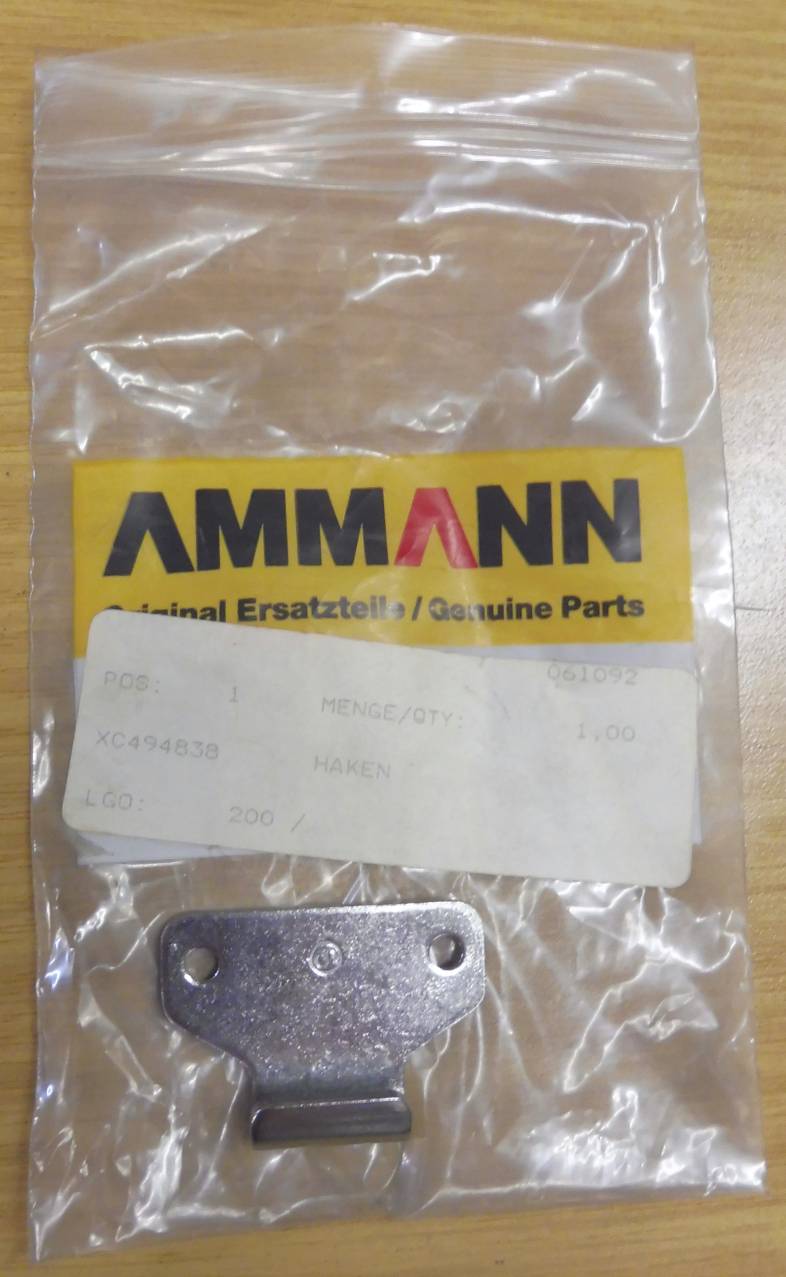 AMMANN
Original Ersatzteile / Genuine Parts
061092
POS: 1 MENGE/QTY: 1,00
XC494838 HAKEN
LGO: 200 /